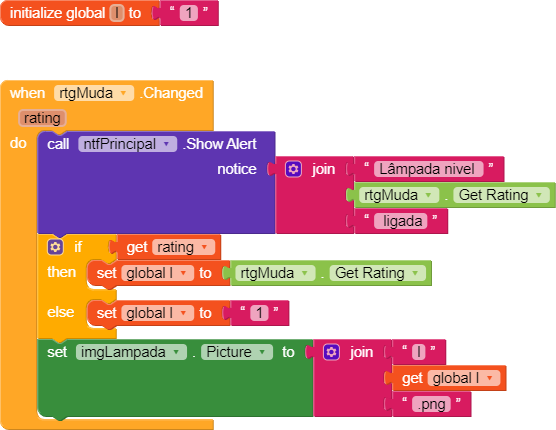 initialize global I to " 1 "
when rtgMuda .Changed
rating
do call ntfPrincipal .Show Alert
notice join " Lâmpada nivel "
rtgMuda . Get Rating
" ligada "
if get rating
then set global I to rtgMuda . Get Rating
else set global I to " 1 "
set imgLampada . Picture to join " l "
get global I
" .png "